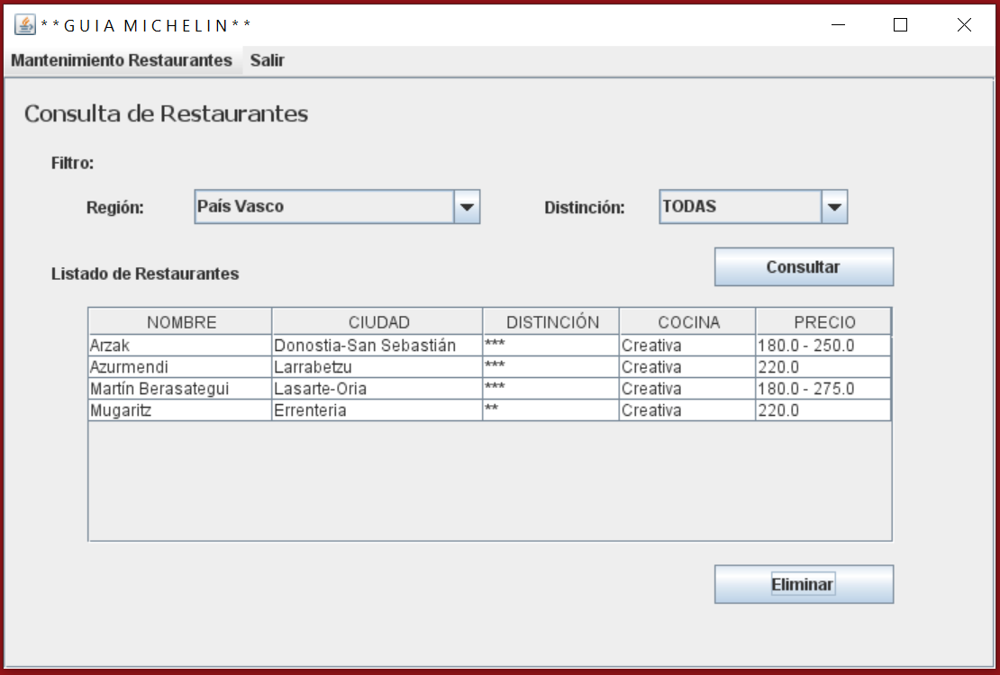 **GUIA MICHELIN**
Mantenimiento Restaurantes Salir
Consulta de Restaurantes
Filtro:
Región: País Vasco Distinción: TODAS
Consultar
Listado de Restaurantes
NOMBRE CIUDAD DISTINCIÓN COCINA PRECIO
Arzak Donostia-San Sebastián *** Creativa 180.0 - 250.0
Azurmendi Larrabetzu *** Creativa 220.0
Martín Berasategui Lasarte-Oria *** Creativa 180.0 - 275.0
Mugaritz Errenteria ** Creativa 220.0
Eliminar